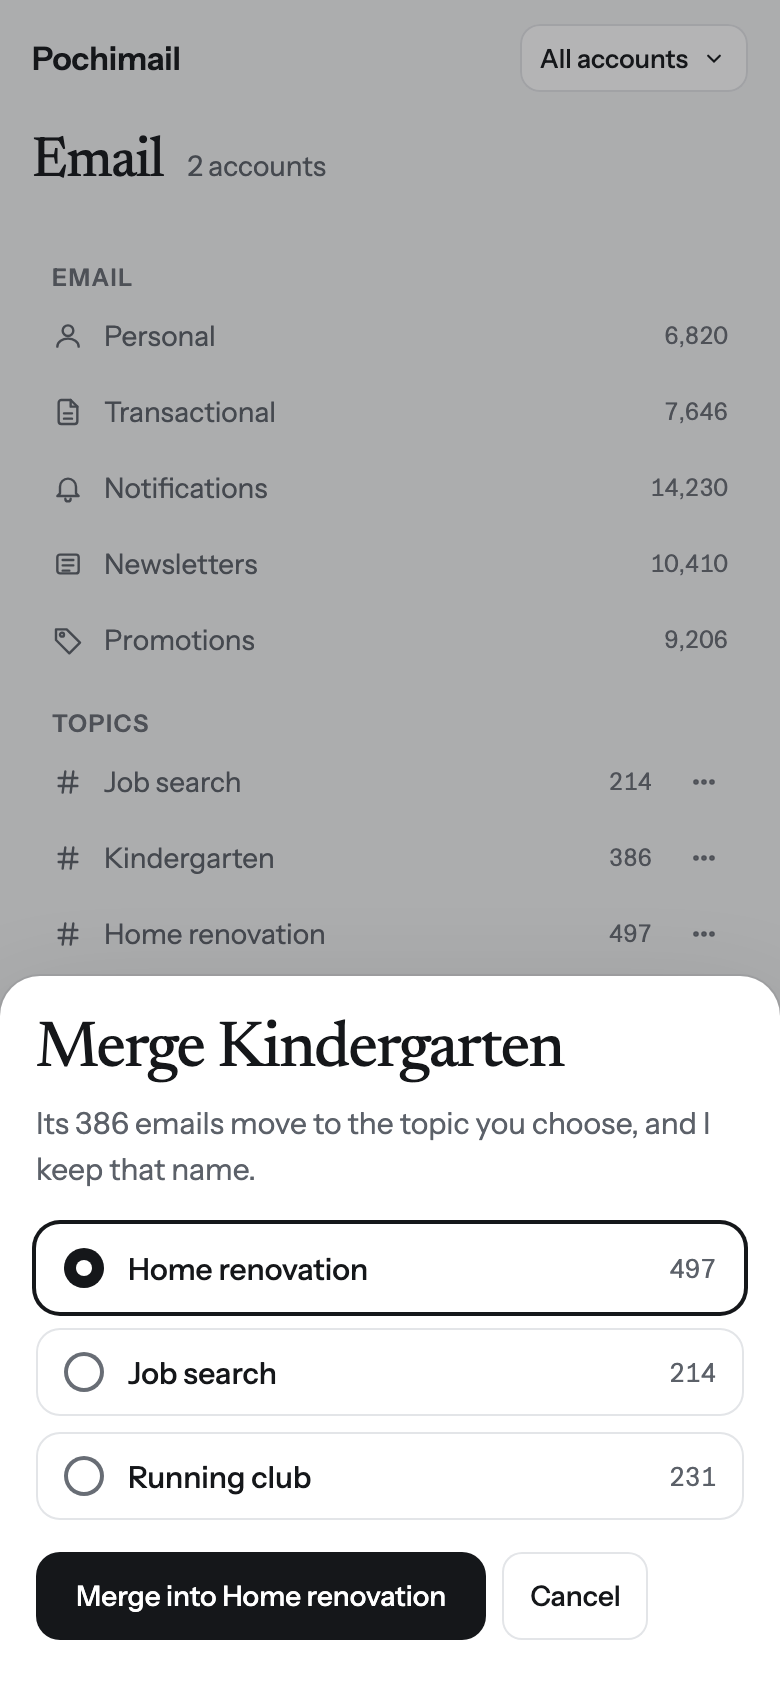 Pochimail
All accounts
Email 2 accounts
EMAIL
Personal 6,820
Transactional 7,646
Notifications 14,230
Newsletters 10,410
Promotions 9,206
TOPICS
# Job search 214 •••
# Kindergarten 386 •••
# Home renovation 497 •••
Merge Kindergarten
Its 386 emails move to the topic you choose, and I
keep that name.
Home renovation 497
Job search 214
Running club 231
Merge into Home renovation Cancel